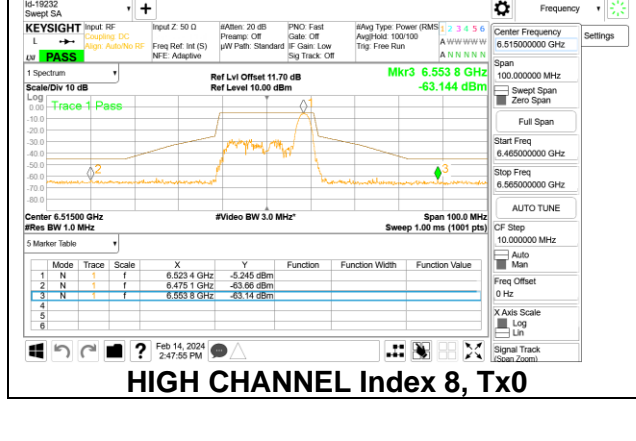 Id-19232
Swept SA
+
Frequency
KEYSIGHT
Input: RF
Coupling: DC
Align: Auto/No RF
Input Z: 50 Ω
Freq Ref: Int (S)
NFE: Adaptive
#Atten: 20 dB
Preamp: Off
µW Path: Standard
PNO: Fast
Gate: Off
IF Gain: Low
Sig Track: Off
#Avg Type: Power (RMS
Avg|Hold: 100/100
Trig: Free Run
1 2 3 4 5 6
A W W W W W
A N N N N N
L
LXI PASS
Center Frequency
6.515000000 GHz
Settings
Span
100.000000 MHz
Swept Span
Zero Span
Full Span
Start Freq
6.465000000 GHz
Stop Freq
6.565000000 GHz
AUTO TUNE
CF Step
10.000000 MHz
Auto
Man
Freq Offset
0 Hz
X Axis Scale
Log
Lin
Signal Track
(Span Zoom)
1 Spectrum
Scale/Div 10 dB
Ref Lvl Offset 11.70 dB
Ref Level 10.00 dBm
Mkr3 6.553 8 GHz
-63.144 dBm
Log
Trace 1 Pass
0.00
-10.0
-20.0
-30.0
-40.0
-50.0
-60.0
-70.0
-80.0
1
2
3
Center 6.51500 GHz
#Res BW 1.0 MHz
#Video BW 3.0 MHz*
Span 100.0 MHz
Sweep 1.00 ms (1001 pts)
5 Marker Table
Mode Trace Scale X Y Function Function Width Function Value
1 N 1 f 6.523 4 GHz -5.245 dBm
2 N 1 f 6.475 1 GHz -63.66 dBm
3 N 1 f 6.553 8 GHz -63.14 dBm
4
5
6
?
Feb 14, 2024
2:47:55 PM
HIGH CHANNEL Index 8, Tx0